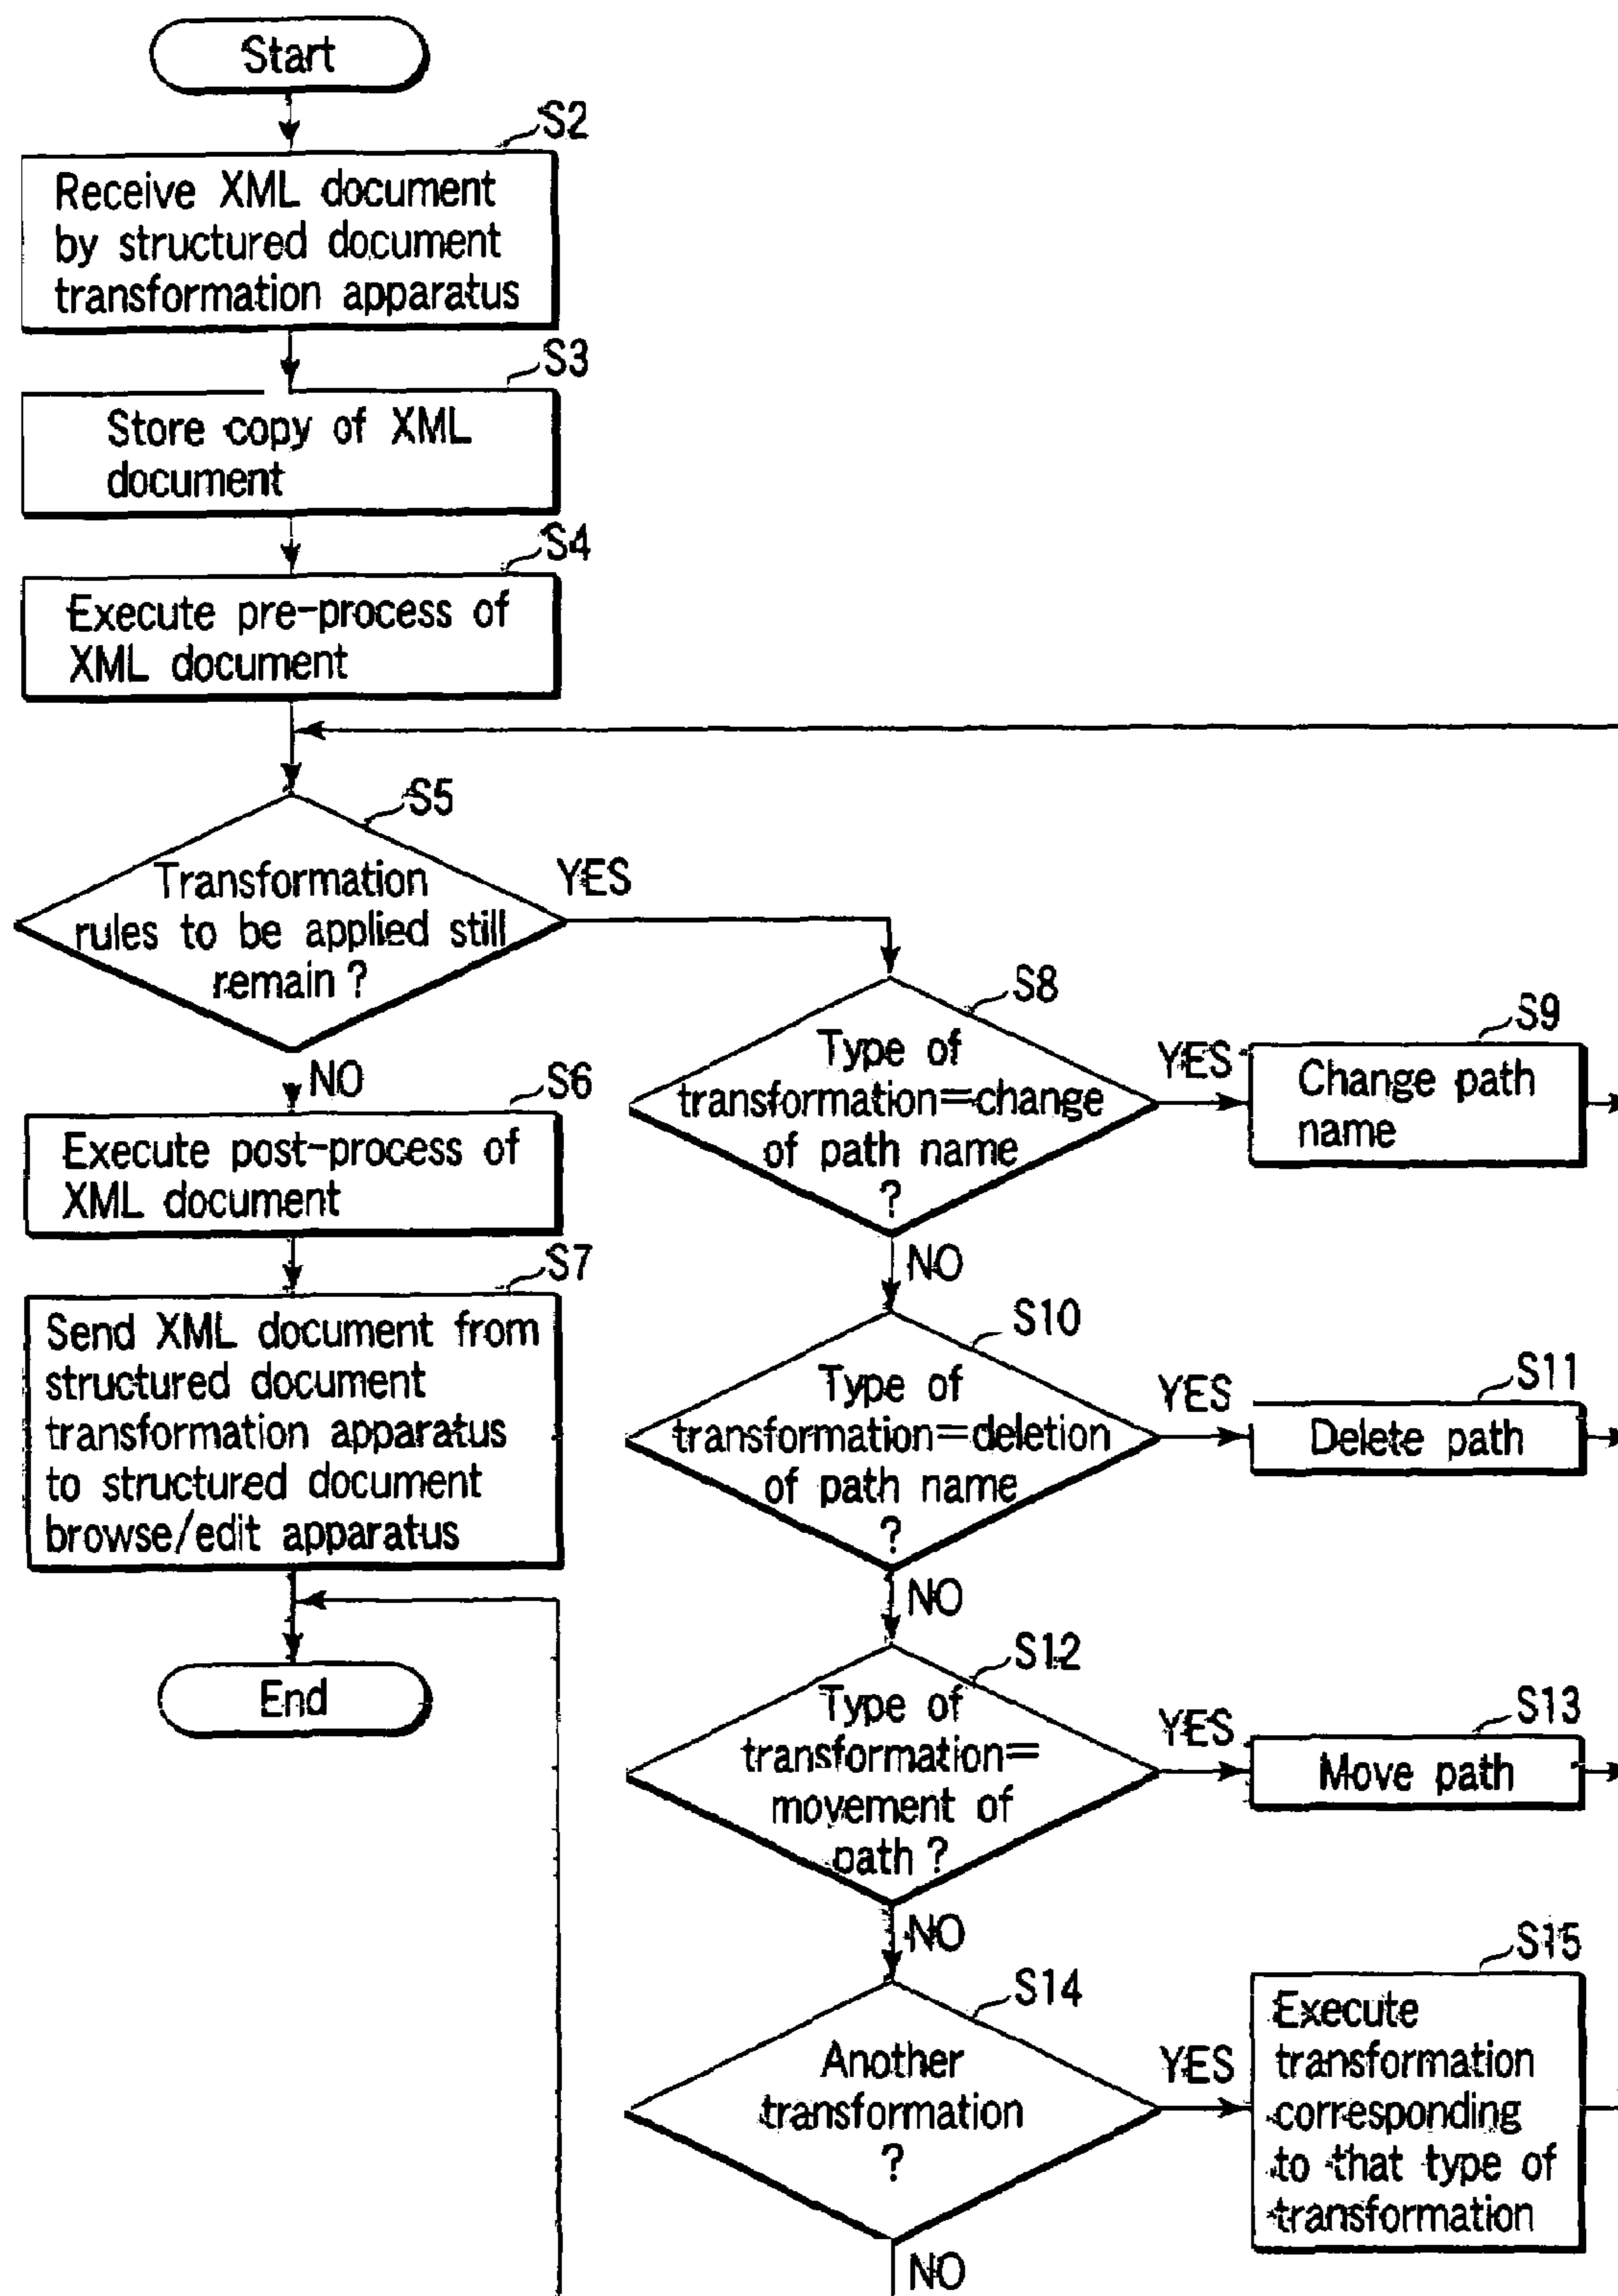 Start
S2
Receive XML document
by structured document
transformation apparatus
S3
Store copy of XML
document
S4
Execute pre-process of
XML document
S5
Transformation
rules to be applied still
remain ?
YES
NO
S6
Execute post-process of
XML document
S7
Send XML document from
structured document
transformation apparatus
to structured document
browse/edit apparatus
End
S8
Type of
transformation=change
of path name
?
YES
S9
Change path
name
NO
S10
Type of
transformation=deletion
of path name
?
YES
S11
Delete path
NO
S12
Type of
transformation=
movement of
path ?
YES
S13
Move path
NO
S14
Another
transformation
?
YES
S15
Execute
transformation
corresponding
to that type of
transformation
NO